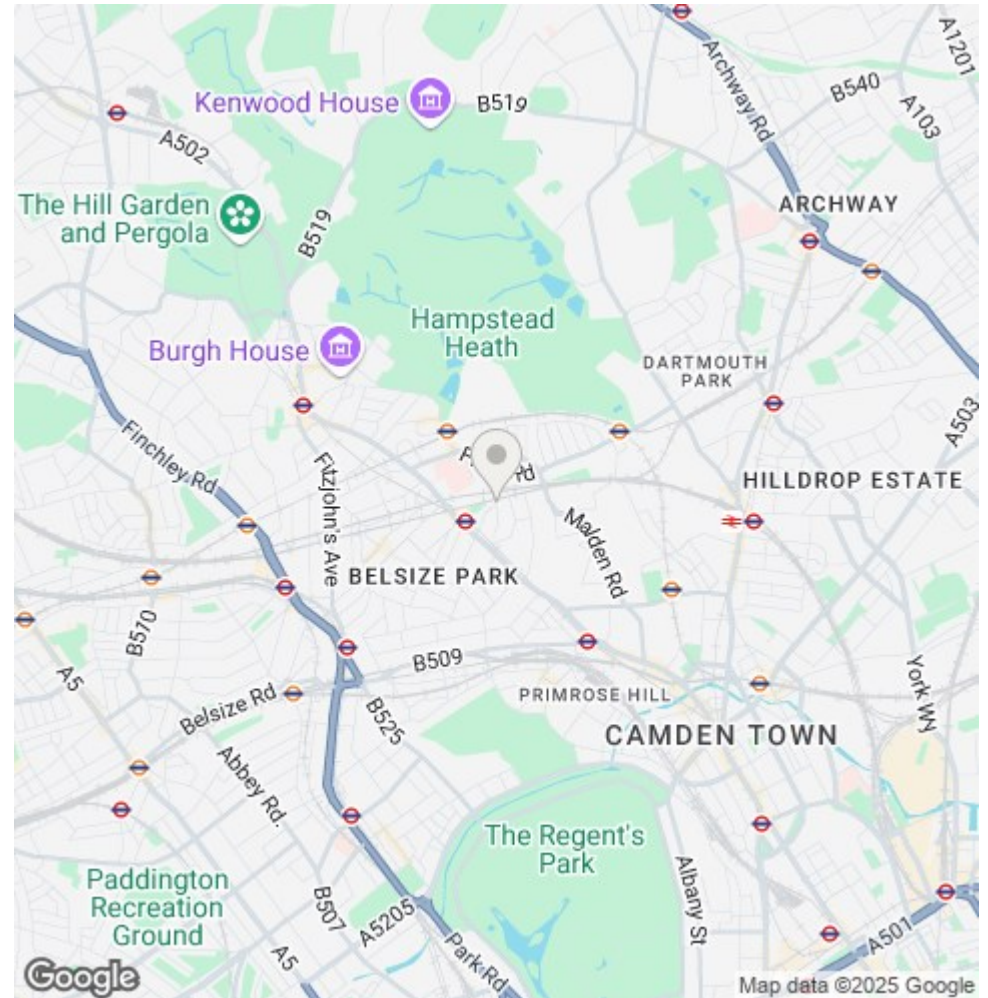 A1201
Archway Rd
B540
A103
Kenwood House
B519
A502
The Hill Garden
and Pergola
B519
ARCHWAY
Hampstead
Heath
Burgh House
DARTMOUTH
PARK
A503
Finchley Rd
Fitzjohn's Ave
Rd
HILLDROP ESTATE
Malden Rd
BELSIZE PARK
B510
A5
B509
York Wy
PRIMROSE HILL
Belsize Rd
B525
CAMDEN TOWN
Abbey Rd.
The Regent's
Park
Albany St
Paddington
Recreation
Ground
B507
A5205
A5
Park Rd
A501
Google
Map data ©2025 Google